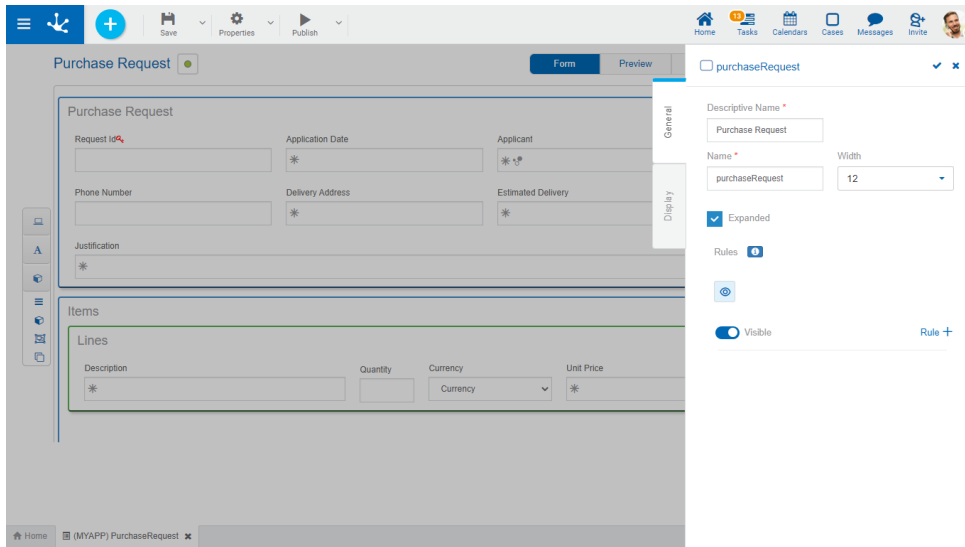 Save
Properties
Publish
Home
13
Tasks
Calendars
Cases
Messages
Invite
Purchase Request
Form
Preview
Purchase Request
Request Id
Application Date
Applicant
Phone Number
Delivery Address
Estimated Delivery
Justification
Items
Lines
Description
Quantity
Currency
Unit Price
Currency
A
General
Display
purchaseRequest
Descriptive Name *
Purchase Request
Name *
Width
purchaseRequest
12
Expanded
Rules
Visible
Rule +
Home
(MYAPP) PurchaseRequest